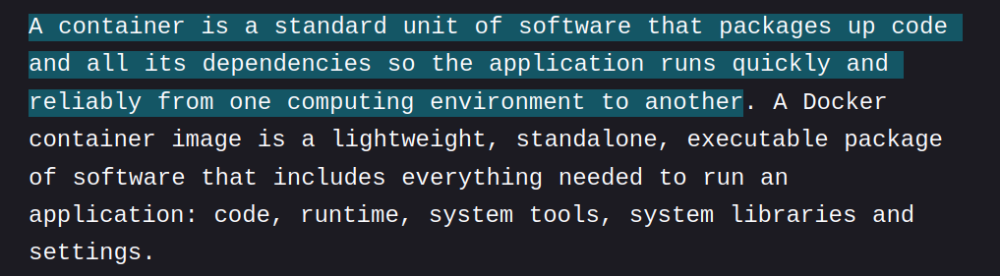 A container is a standard unit of software that packages up code
and all its dependencies so the application runs quickly and
reliably from one computing environment to another. A Docker
container image is a lightweight, standalone, executable package
of software that includes everything needed to run an
application: code, runtime, system tools, system libraries and
settings.